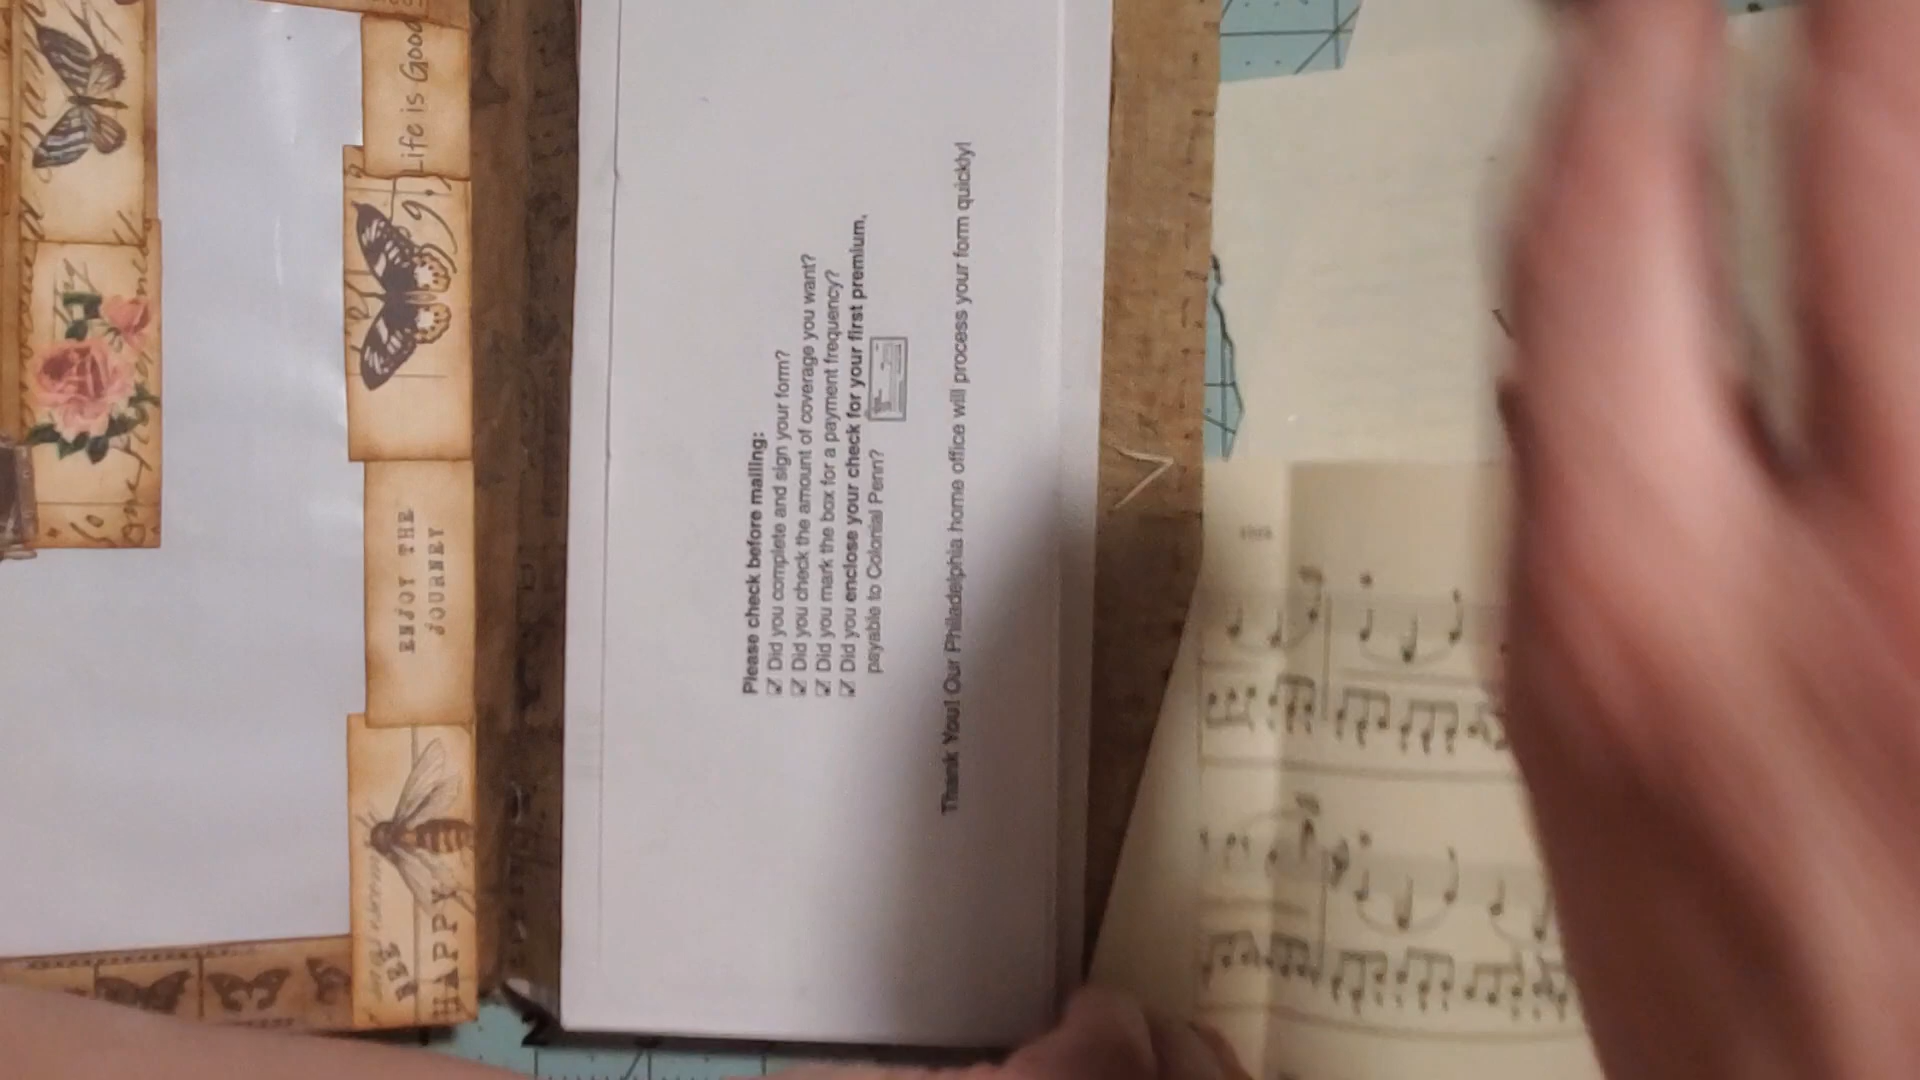 Life is Good
ENJOY THE
JOURNEY
BEE
HAPPY
Please check before mailing:
☑ Did you complete and sign your form?
☑ Did you check the amount of coverage you want?
☑ Did you mark the box for a payment frequency?
☑ Did you enclose your check for your first premium,
payable to Colonial Penn?
Thank You! Our Philadelphia home office will process your form quickly!